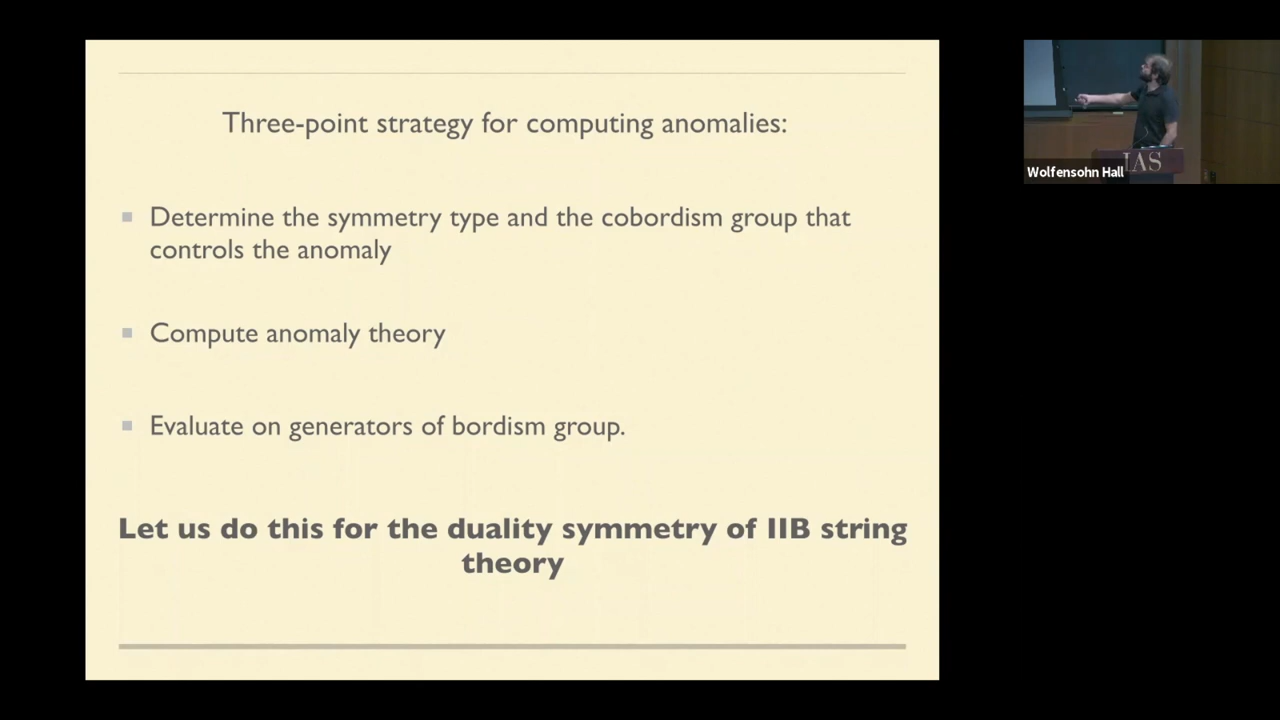 Three-point strategy for computing anomalies:
Determine the symmetry type and the cobordism group that
controls the anomaly
Compute anomaly theory
Evaluate on generators of bordism group.
Let us do this for the duality symmetry of IIB string
theory
IAS
Wolfensohn Hall